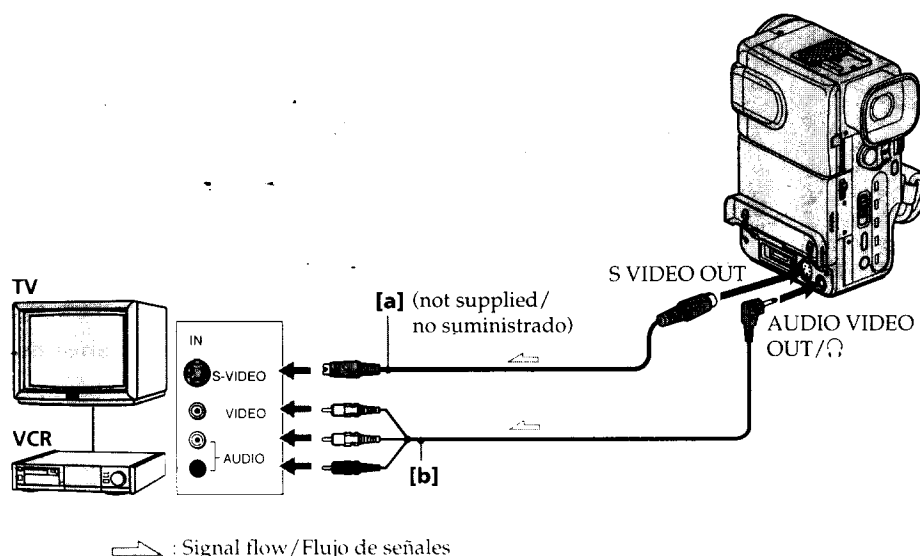 S VIDEO OUT
TV
[a] (not supplied/
no suministrado)
AUDIO VIDEO
OUT/
IN
S-VIDEO
VIDEO
VCR
AUDIO
[b]
: Signal flow/Flujo de señales